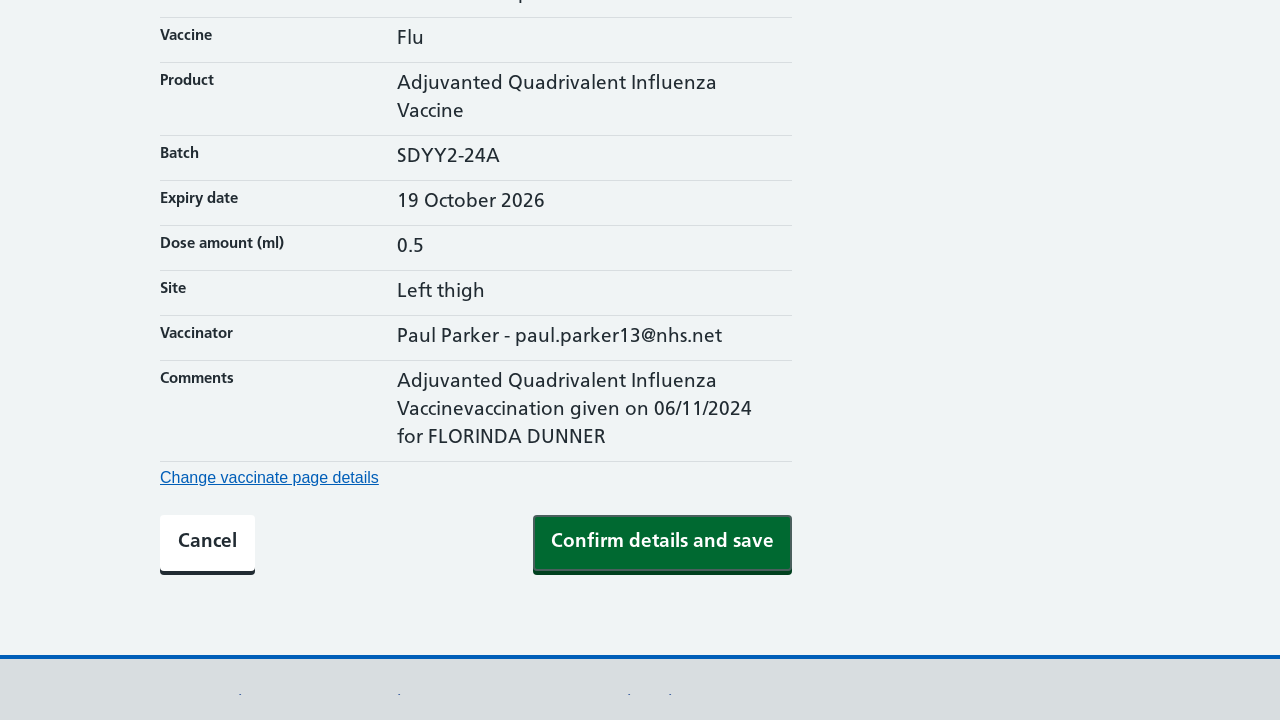 Vaccine
Flu
Product
Adjuvanted Quadrivalent Influenza
Vaccine
Batch
SDYY2-24A
Expiry date
19 October 2026
Dose amount (ml)
0.5
Site
Left thigh
Vaccinator
Paul Parker - paul.parker13@nhs.net
Comments
Adjuvanted Quadrivalent Influenza
Vaccinevaccination given on 06/11/2024
for FLORINDA DUNNER
Change vaccinate page details
Cancel
Confirm details and save